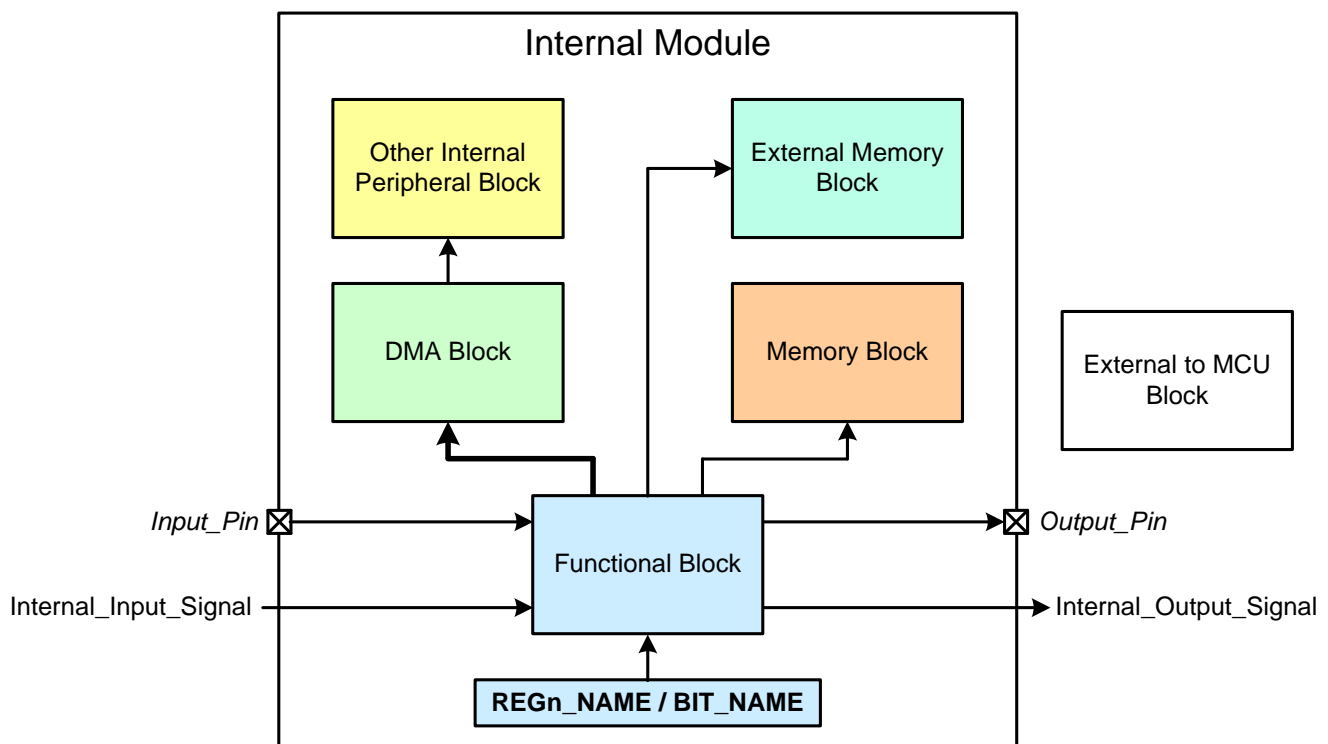 Internal Module
Other Internal
Peripheral Block
External Memory
Block
DMA Block
Memory Block
External to MCU
Block
Input_Pin
Output_Pin
Functional Block
Internal_Input_Signal
Internal_Output_Signal
REGn_NAME / BIT_NAME